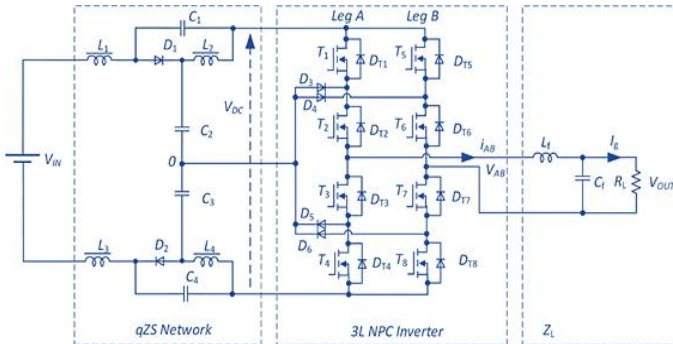 Leg A Leg B
C1
L1 D1 L2
T1 DT1 T5 DT5
VDC
D3
D4
C2 T2 DT2 T6 DT6
VIN 0
iAB Lf Ig
VAB Cf RL VOUT
C3 T3 DT3 T7 DT7
D5
D6
L3 D2 L4
T4 DT4 T8 DT8
C4
qZS Network 3L NPC Inverter ZL